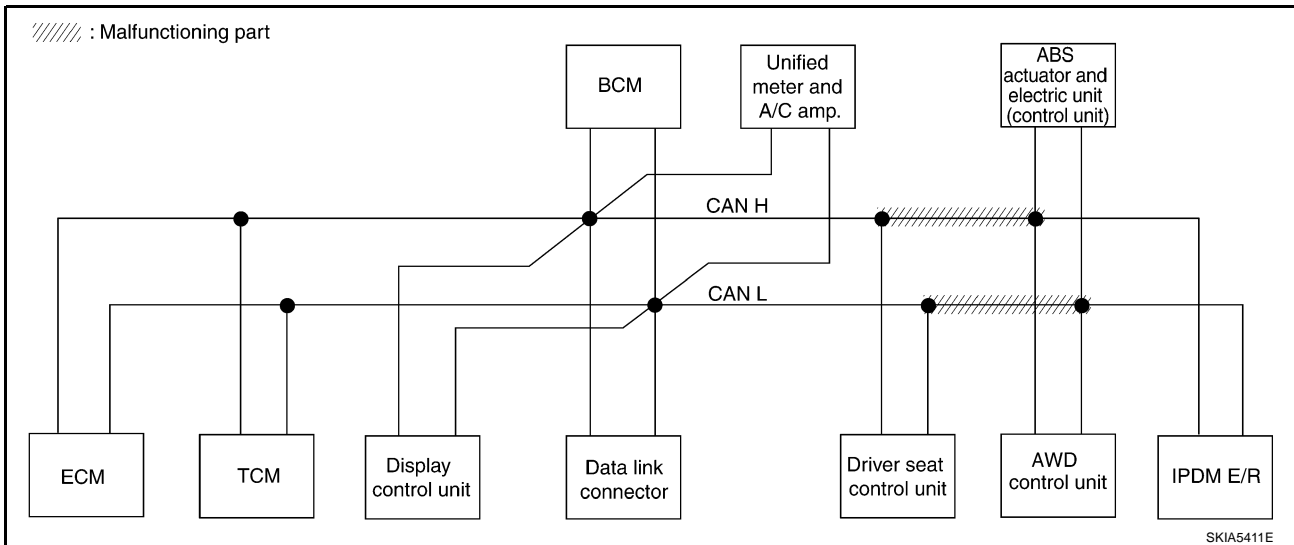 : Malfunctioning part
BCM
Unified
meter and
A/C amp.
ABS
actuator and
electric unit
(control unit)
CAN H
CAN L
ECM
TCM
Display
control unit
Data link
connector
Driver seat
control unit
AWD
control unit
IPDM E/R
SKIA5411E